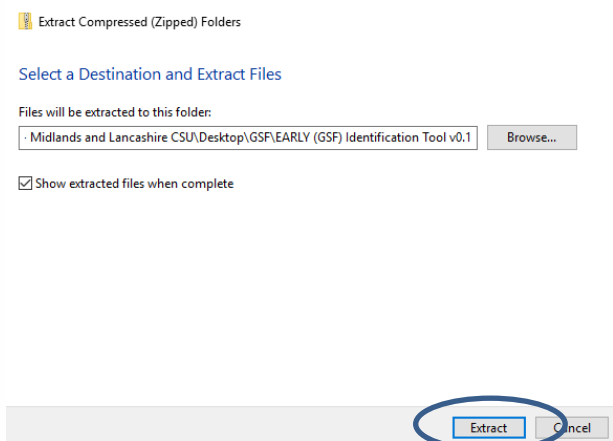 Extract Compressed (Zipped) Folders
Select a Destination and Extract Files
Files will be extracted to this folder:
· Midlands and Lancashire CSU\Desktop\GSF\EARLY (GSF) Identification Tool v0.1
Browse...
Show extracted files when complete
Extract
Cancel